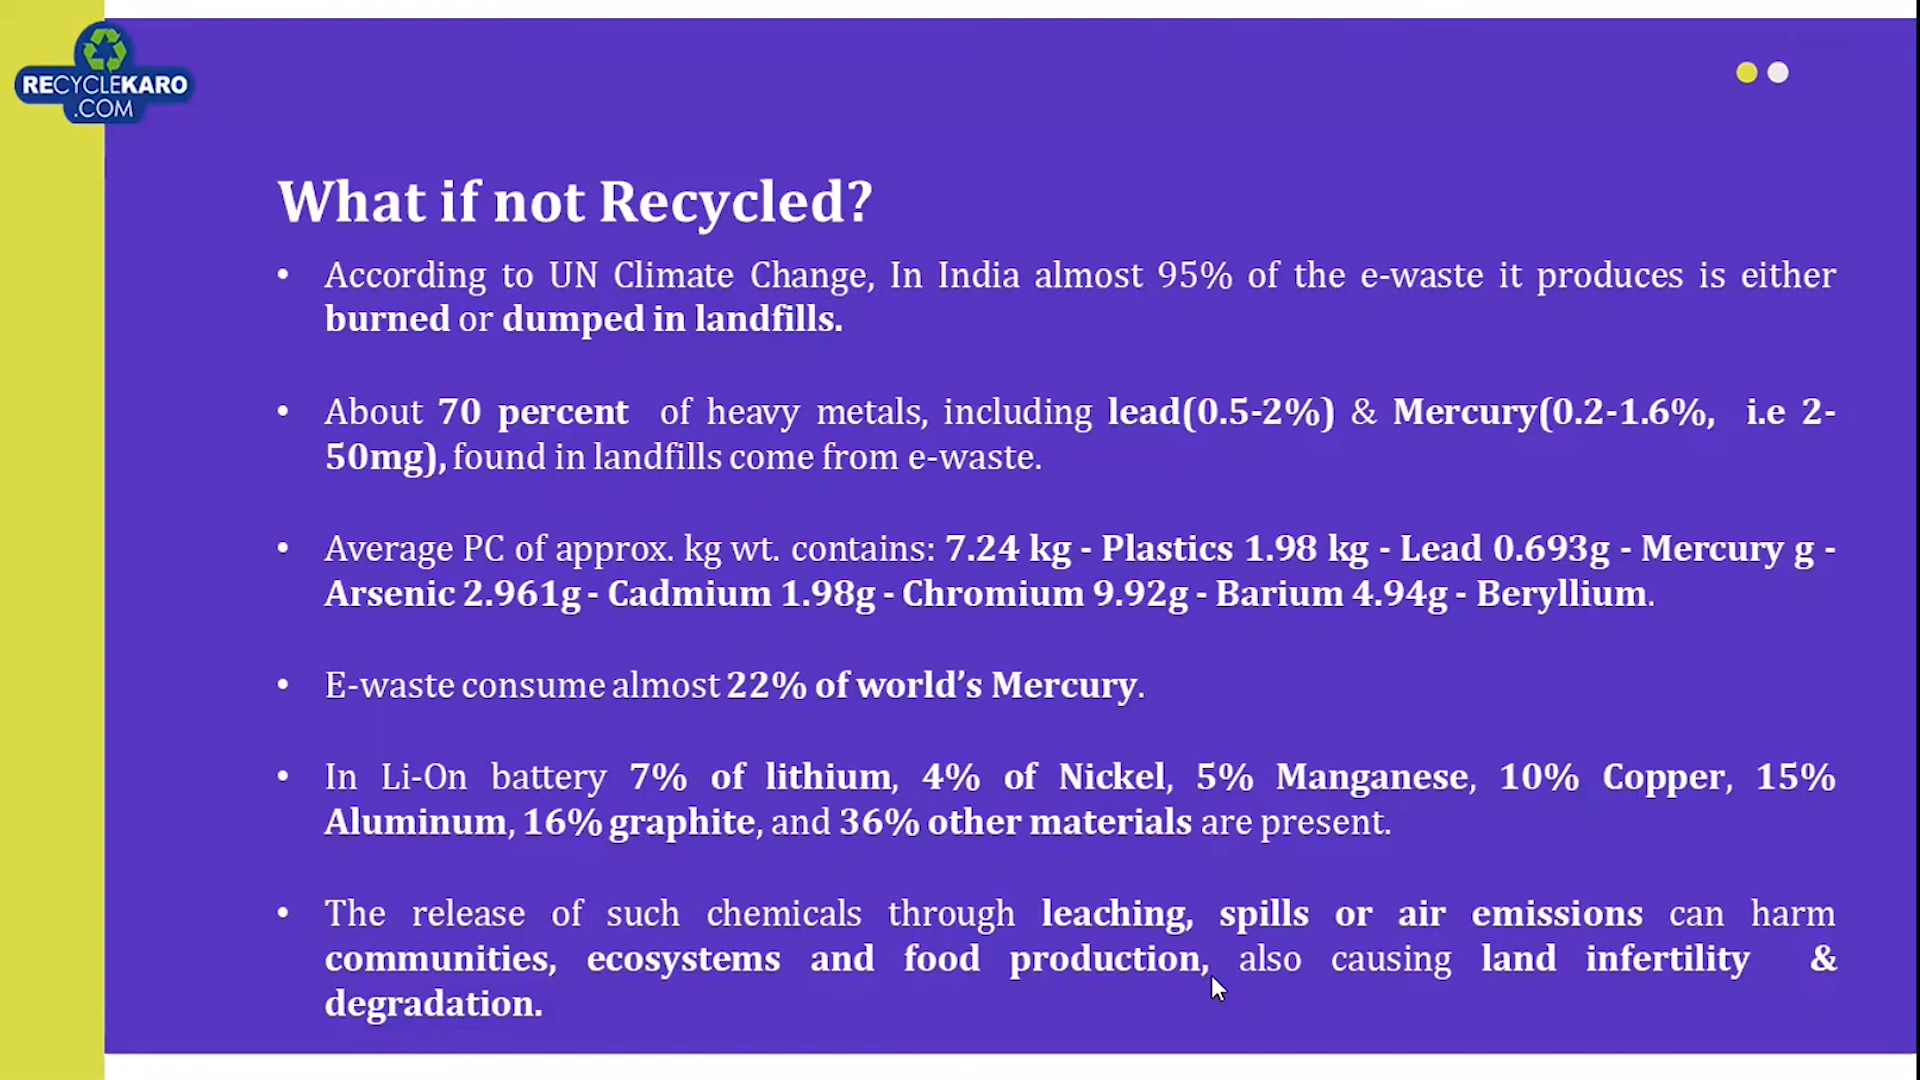 RECYCLEKARO
.COM
What if not Recycled?
• According to UN Climate Change, In India almost 95% of the e-waste it produces is either
burned or dumped in landfills.
• About 70 percent of heavy metals, including lead(0.5-2%) & Mercury(0.2-1.6%, i.e 2-
50mg), found in landfills come from e-waste.
• Average PC of approx. kg wt. contains: 7.24 kg - Plastics 1.98 kg - Lead 0.693g - Mercury g -
Arsenic 2.961g - Cadmium 1.98g - Chromium 9.92g - Barium 4.94g - Beryllium.
• E-waste consume almost 22% of world’s Mercury.
• In Li-On battery 7% of lithium, 4% of Nickel, 5% Manganese, 10% Copper, 15%
Aluminum, 16% graphite, and 36% other materials are present.
• The release of such chemicals through leaching, spills or air emissions can harm
communities, ecosystems and food production, also causing land infertility &
degradation.